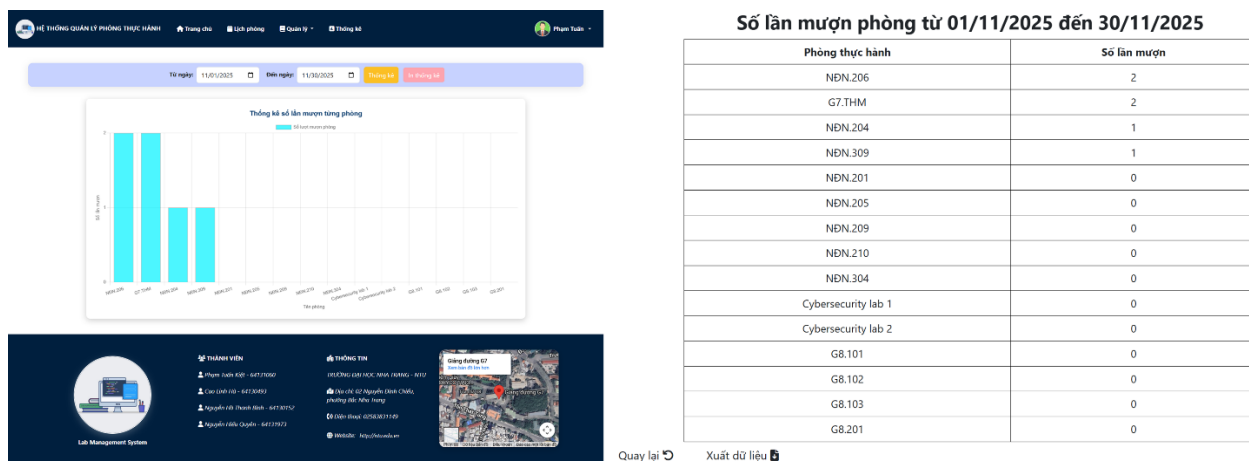 HỆ THỐNG QUẢN LÝ PHÒNG THỰC HÀNH Trang chủ Lịch phòng Quản lý Thống kê Phạm Tuấn
Từ ngày: 11/01/2025 Đến ngày: 11/30/2025 Thống kê In thống kê
Thống kê số lần mượn từng phòng
Số lượt mượn phòng
2
1
0
Số lần mượn
NĐN.206 G7.THM NĐN.204 NĐN.309 NĐN.201 NĐN.205 NĐN.209 NĐN.210 NĐN.304 Cybersecurity lab 1 Cybersecurity lab 2 G8.101 G8.102 G8.103 G8.201
Tên phòng
Lab Management System
THÀNH VIÊN
Phạm Tuấn Kiệt - 64131060
Cao Linh Hà - 64130493
Nguyễn Hồ Thanh Bình - 64130152
Nguyễn Hiếu Quyên - 64131973
THÔNG TIN
TRƯỜNG ĐẠI HỌC NHA TRANG - NTU
Địa chỉ: 02 Nguyễn Đình Chiểu,
phường Bắc Nha Trang
Điện thoại: 02583831149
Website: http://ntu.edu.vn
Giảng đường G7
Xem bản đồ lớn hơn
Giảng đường G7
Số lần mượn phòng từ 01/11/2025 đến 30/11/2025
Phòng thực hành Số lần mượn
NĐN.206 2
G7.THM 2
NĐN.204 1
NĐN.309 1
NĐN.201 0
NĐN.205 0
NĐN.209 0
NĐN.210 0
NĐN.304 0
Cybersecurity lab 1 0
Cybersecurity lab 2 0
G8.101 0
G8.102 0
G8.103 0
G8.201 0
Quay lại Xuất dữ liệu